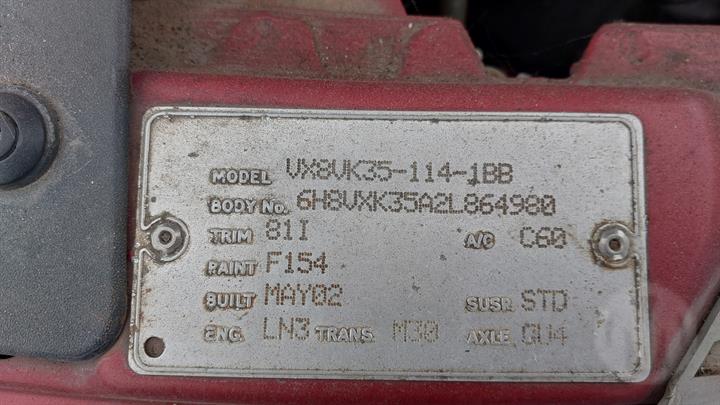 MODEL VX8VK35-114-1BB
BODY No. 6H8VXK35A2L864980
TRIM 81I A/C C60
PAINT F154
BUILT MAY02 SUSP. STD
ENG. LN3 TRANS. M30 AXLE. GU4